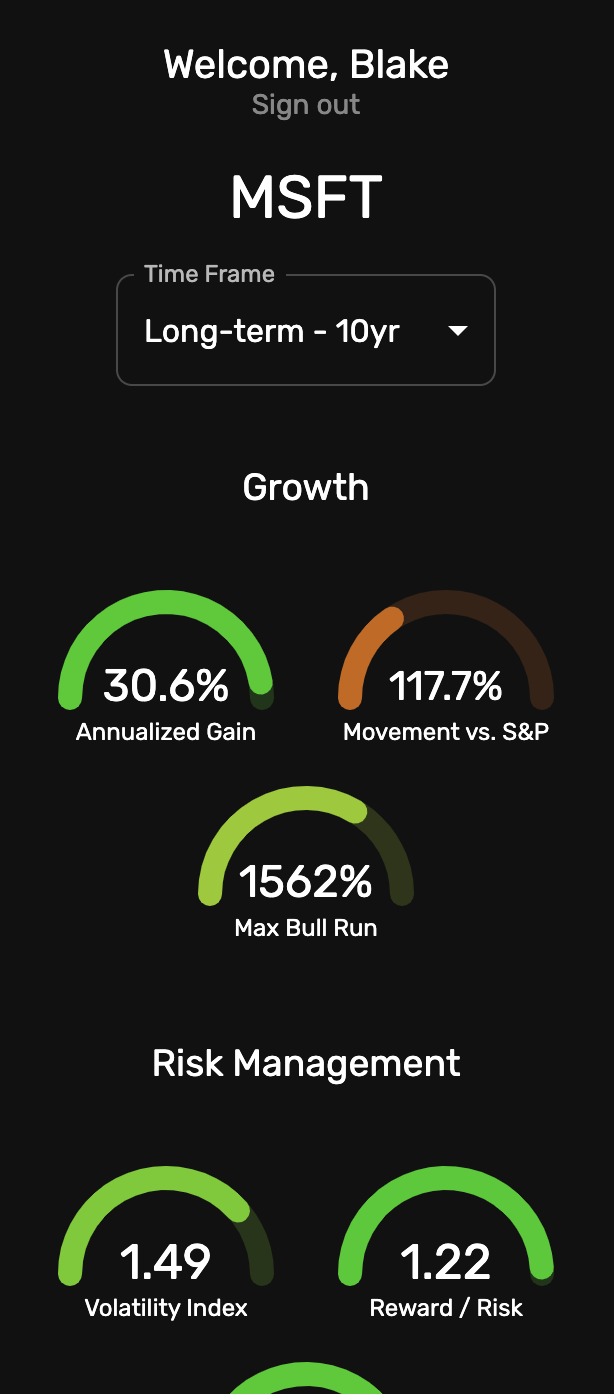 Welcome, Blake
Sign out
MSFT
Time Frame
Long-term - 10yr
Growth
30.6%
Annualized Gain
117.7%
Movement vs. S&P
1562%
Max Bull Run
Risk Management
1.49
Volatility Index
1.22
Reward / Risk